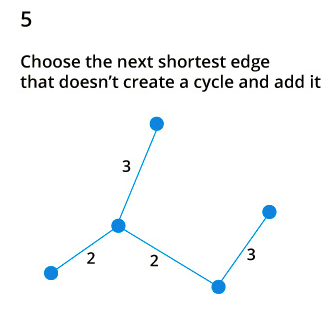 5
Choose the next shortest edge
that doesn't create a cycle and add it
3
2
2
3